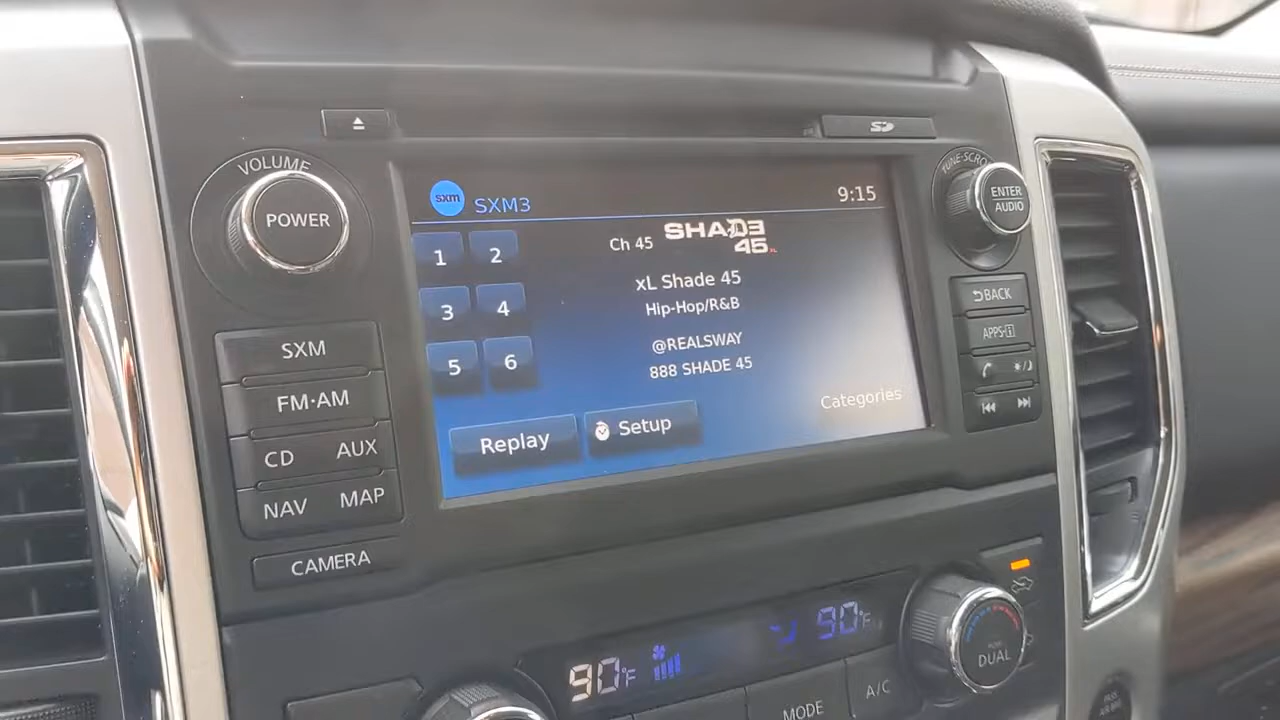 VOLUME
POWER
SXM
FM·AM
CD AUX
NAV MAP
CAMERA
sxm SXM3 9:15
1 2
3 4
5 6
Ch 45 SHADE 45
xL Shade 45
Hip-Hop/R&B
@REALSWAY
888 SHADE 45
Categories
Replay
Setup
SD
TUNE·SCROLL
ENTER
AUDIO
BACK
APPS·i
90°F
90°F
MODE
A/C
DUAL